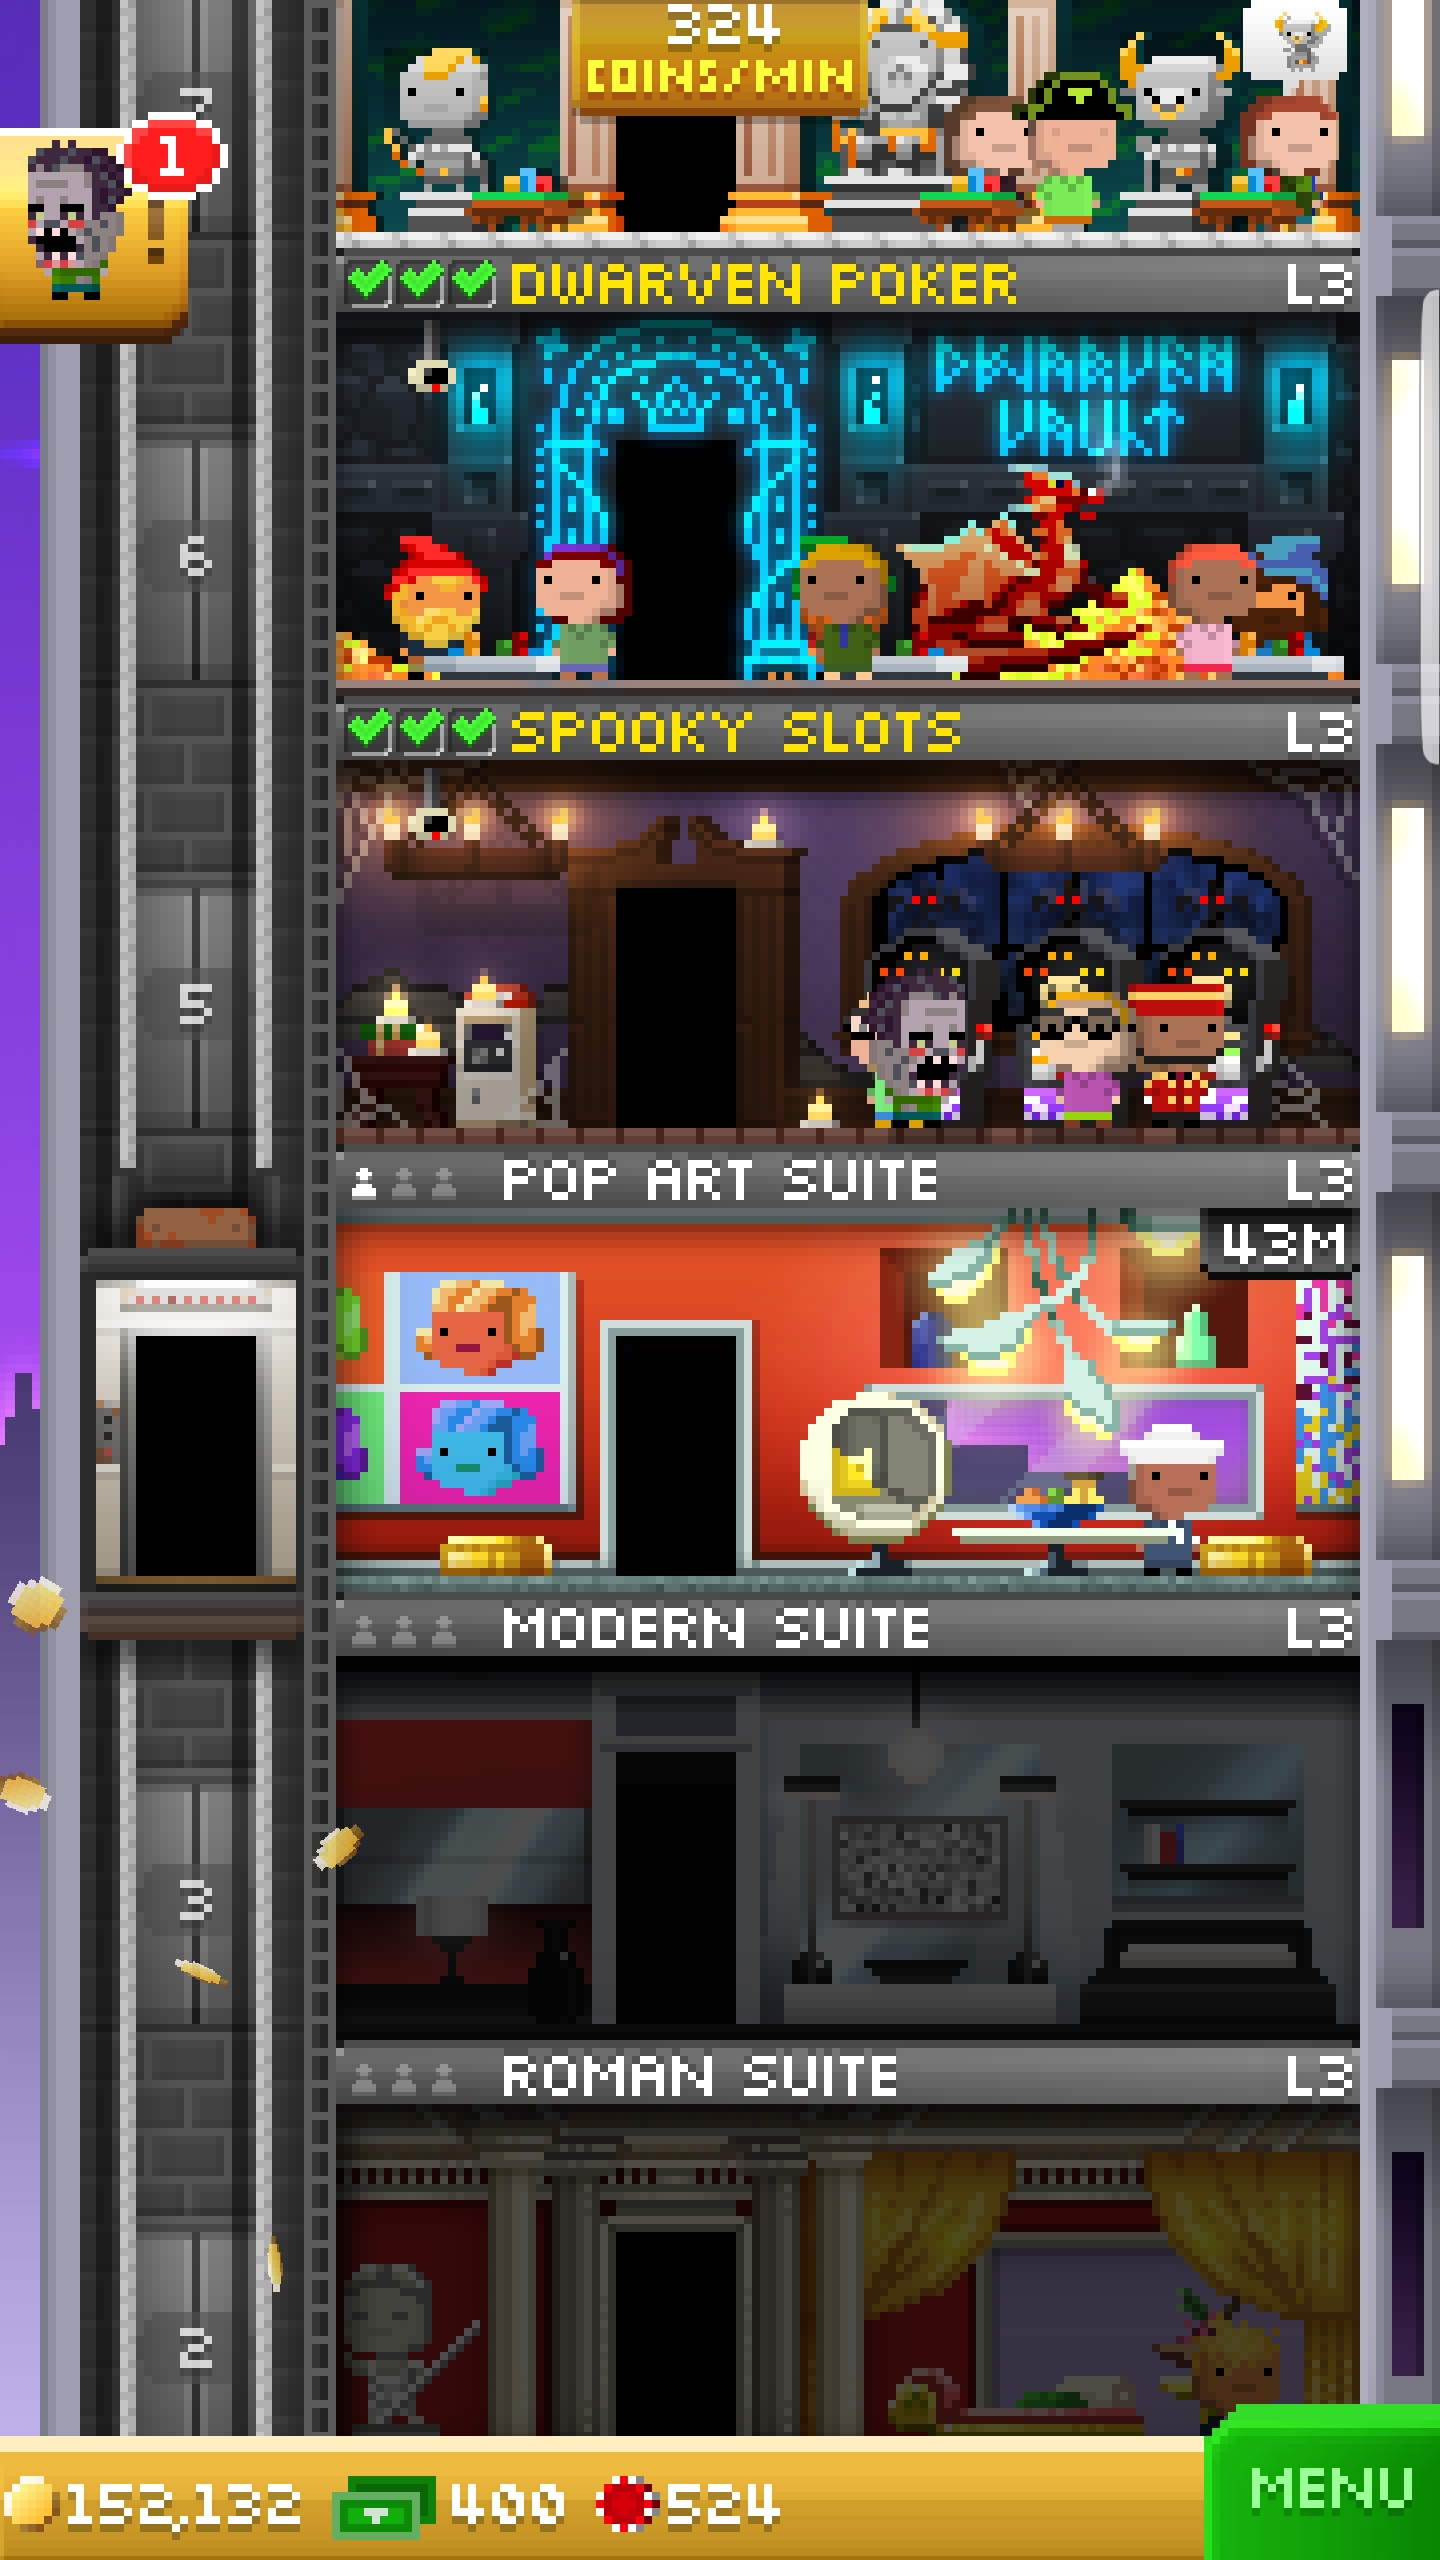 324
COINS/MIN
7
1
!
DWARVEN POKER L3
DWARVEN
VAULT
6
SPOOKY SLOTS L3
5
POP ART SUITE L3
43M
MODERN SUITE L3
3
ROMAN SUITE L3
2
152,132 400 524
MENU